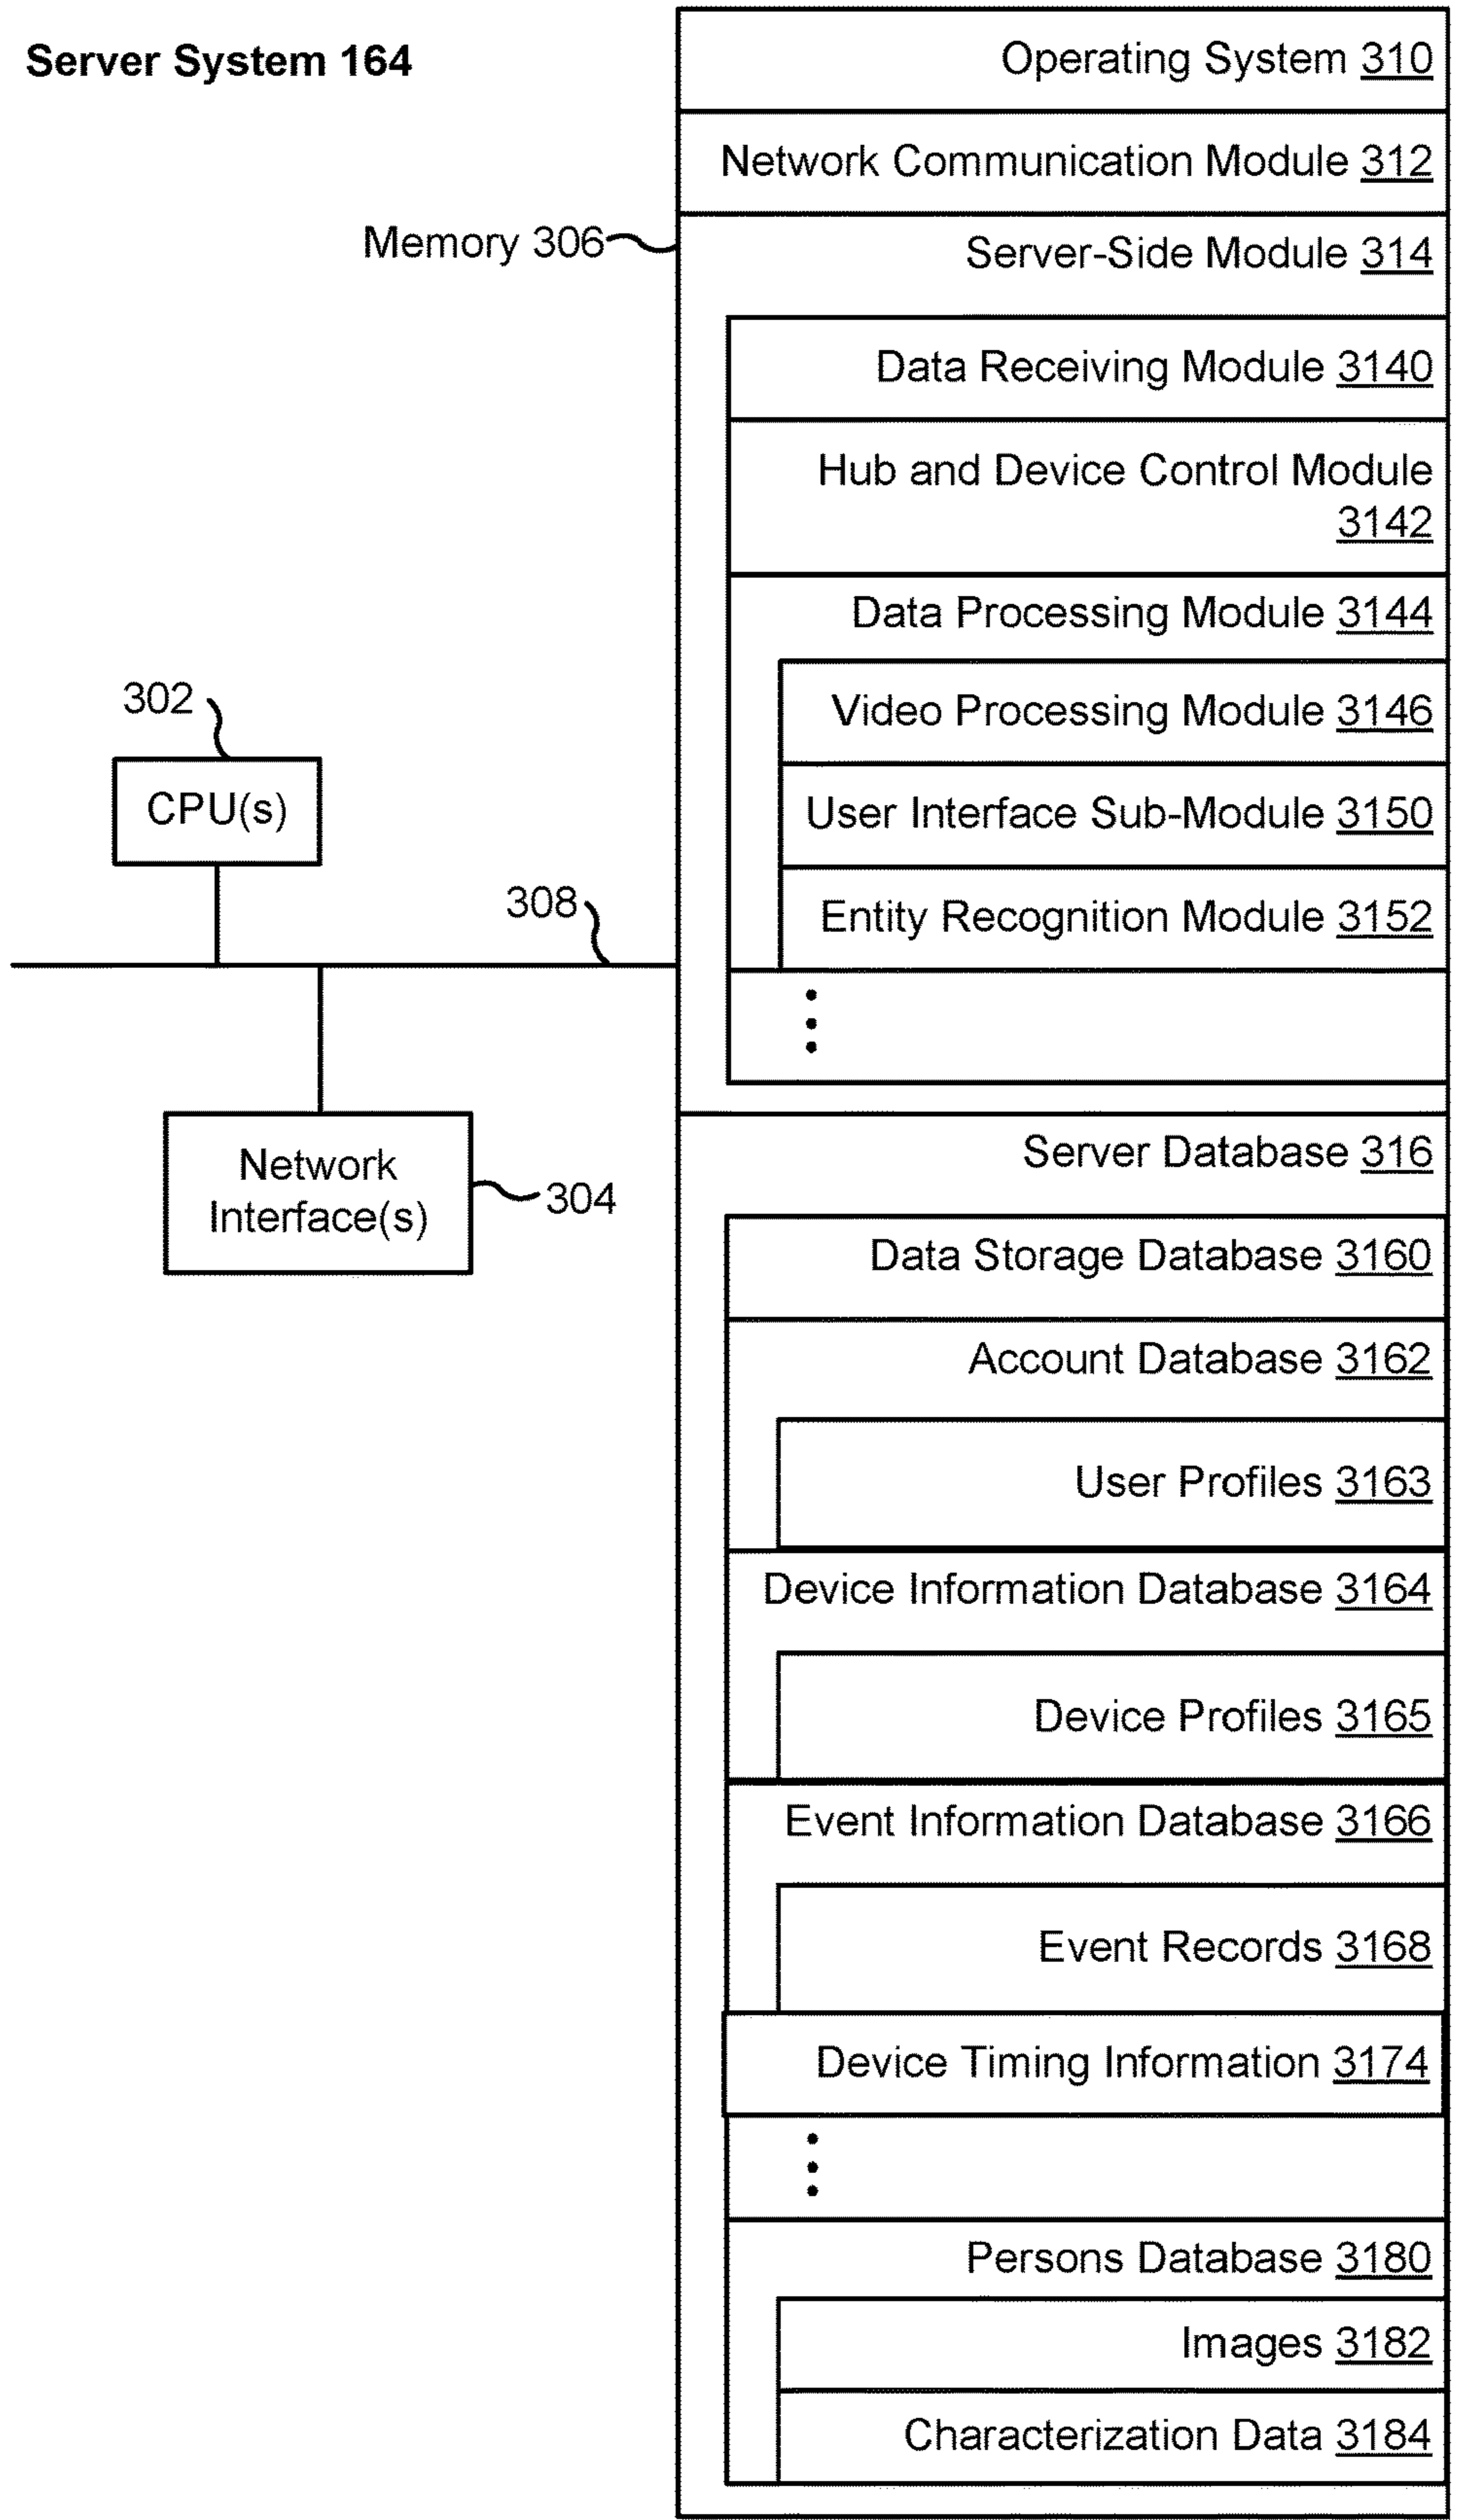 Server System 164
Operating System 310
Network Communication Module 312
Memory 306
Server-Side Module 314
Data Receiving Module 3140
Hub and Device Control Module
3142
Data Processing Module 3144
Video Processing Module 3146
User Interface Sub-Module 3150
Entity Recognition Module 3152
302
CPU(s)
308
Network
Interface(s)
304
Server Database 316
Data Storage Database 3160
Account Database 3162
User Profiles 3163
Device Information Database 3164
Device Profiles 3165
Event Information Database 3166
Event Records 3168
Device Timing Information 3174
Persons Database 3180
Images 3182
Characterization Data 3184